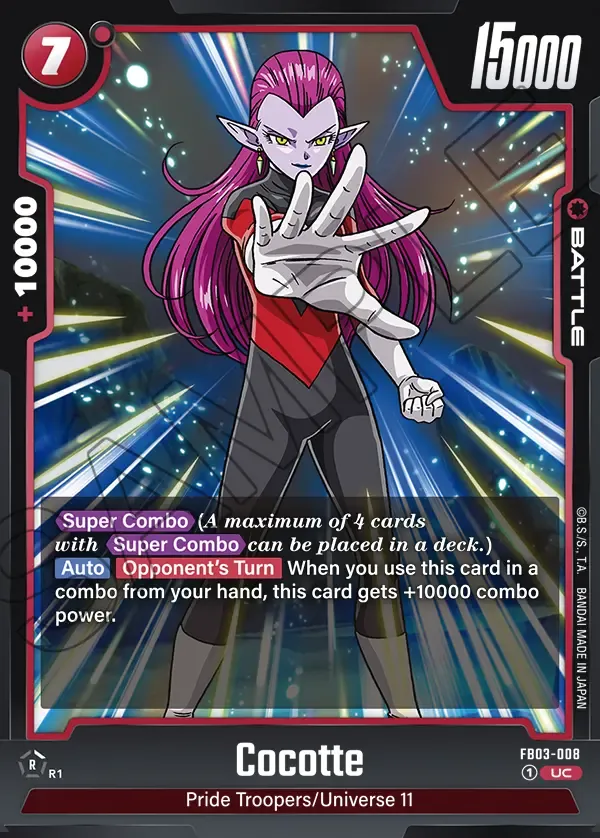 7
15000
+10000
BATTLE
SAMPLE
Super Combo (A maximum of 4 cards
with Super Combo can be placed in a deck.)
Auto Opponent's Turn When you use this card in a
combo from your hand, this card gets +10000 combo
power.
©B.S./S., T.A. BANDAI MADE IN JAPAN
R R1
Cocotte
FB03-008
1 UC
Pride Troopers/Universe 11